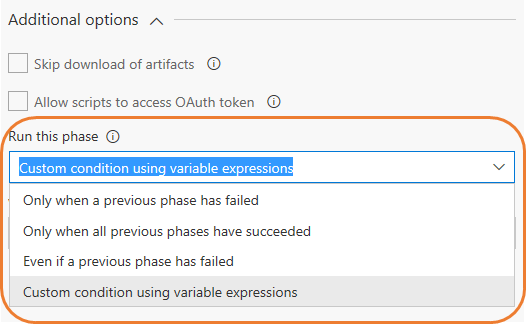 Additional options
Skip download of artifacts
Allow scripts to access OAuth token
Run this phase
Custom condition using variable expressions
Only when a previous phase has failed
Only when all previous phases have succeeded
Even if a previous phase has failed
Custom condition using variable expressions